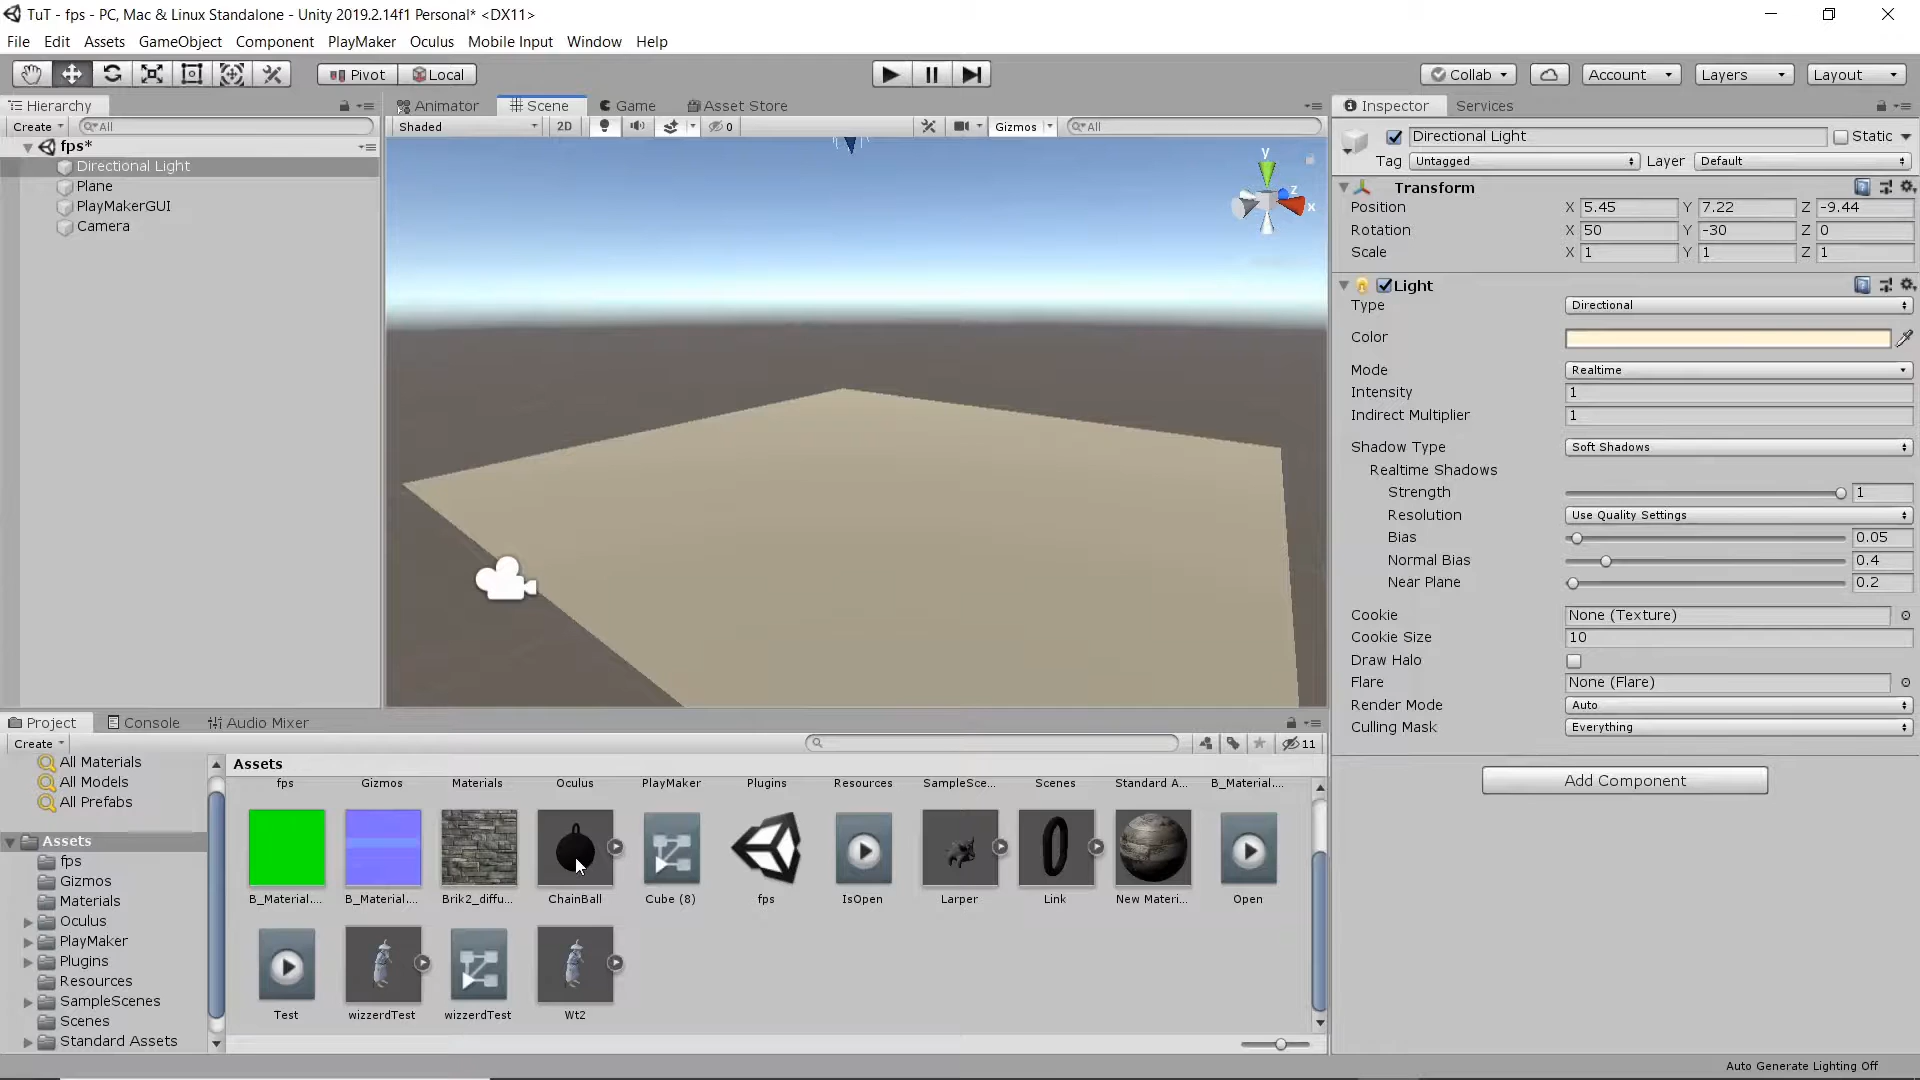 TuT - fps - PC, Mac & Linux Standalone - Unity 2019.2.14f1 Personal* <DX11>
File Edit Assets GameObject Component PlayMaker Oculus Mobile Input Window Help
Pivot Local Collab Account Layers Layout
Hierarchy
Create All
fps*
Directional Light
Plane
PlayMakerGUI
Camera
Animator Scene Game Asset Store
Shaded 2D 0 Gizmos All
y
z
x
Inspector Services
Directional Light Static
Tag Untagged Layer Default
Transform
Position X 5.45 Y 7.22 Z -9.44
Rotation X 50 Y -30 Z 0
Scale X 1 Y 1 Z 1
Light
Type Directional
Color
Mode Realtime
Intensity 1
Indirect Multiplier 1
Shadow Type Soft Shadows
Realtime Shadows
Strength 1
Resolution Use Quality Settings
Bias 0.05
Normal Bias 0.4
Near Plane 0.2
Cookie None (Texture)
Cookie Size 10
Draw Halo
Flare None (Flare)
Render Mode Auto
Culling Mask Everything
Add Component
Project Console Audio Mixer
Create 11
All Materials
All Models
All Prefabs
Assets
fps
Gizmos
Materials
Oculus
PlayMaker
Plugins
Resources
SampleScenes
Scenes
Standard Assets
Assets
fps Gizmos Materials Oculus PlayMaker Plugins Resources SampleSce... Scenes Standard A... B_Material....
B_Material.... B_Material.... Brik2_diffu... ChainBall Cube (8) fps IsOpen Larper Link New Materi... Open
Test wizzerdTest wizzerdTest Wt2
Auto Generate Lighting Off